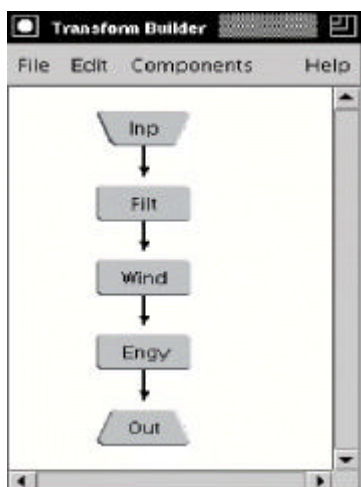 Transform Builder
File Edit Components Help
Inp
Filt
Wind
Engy
Out